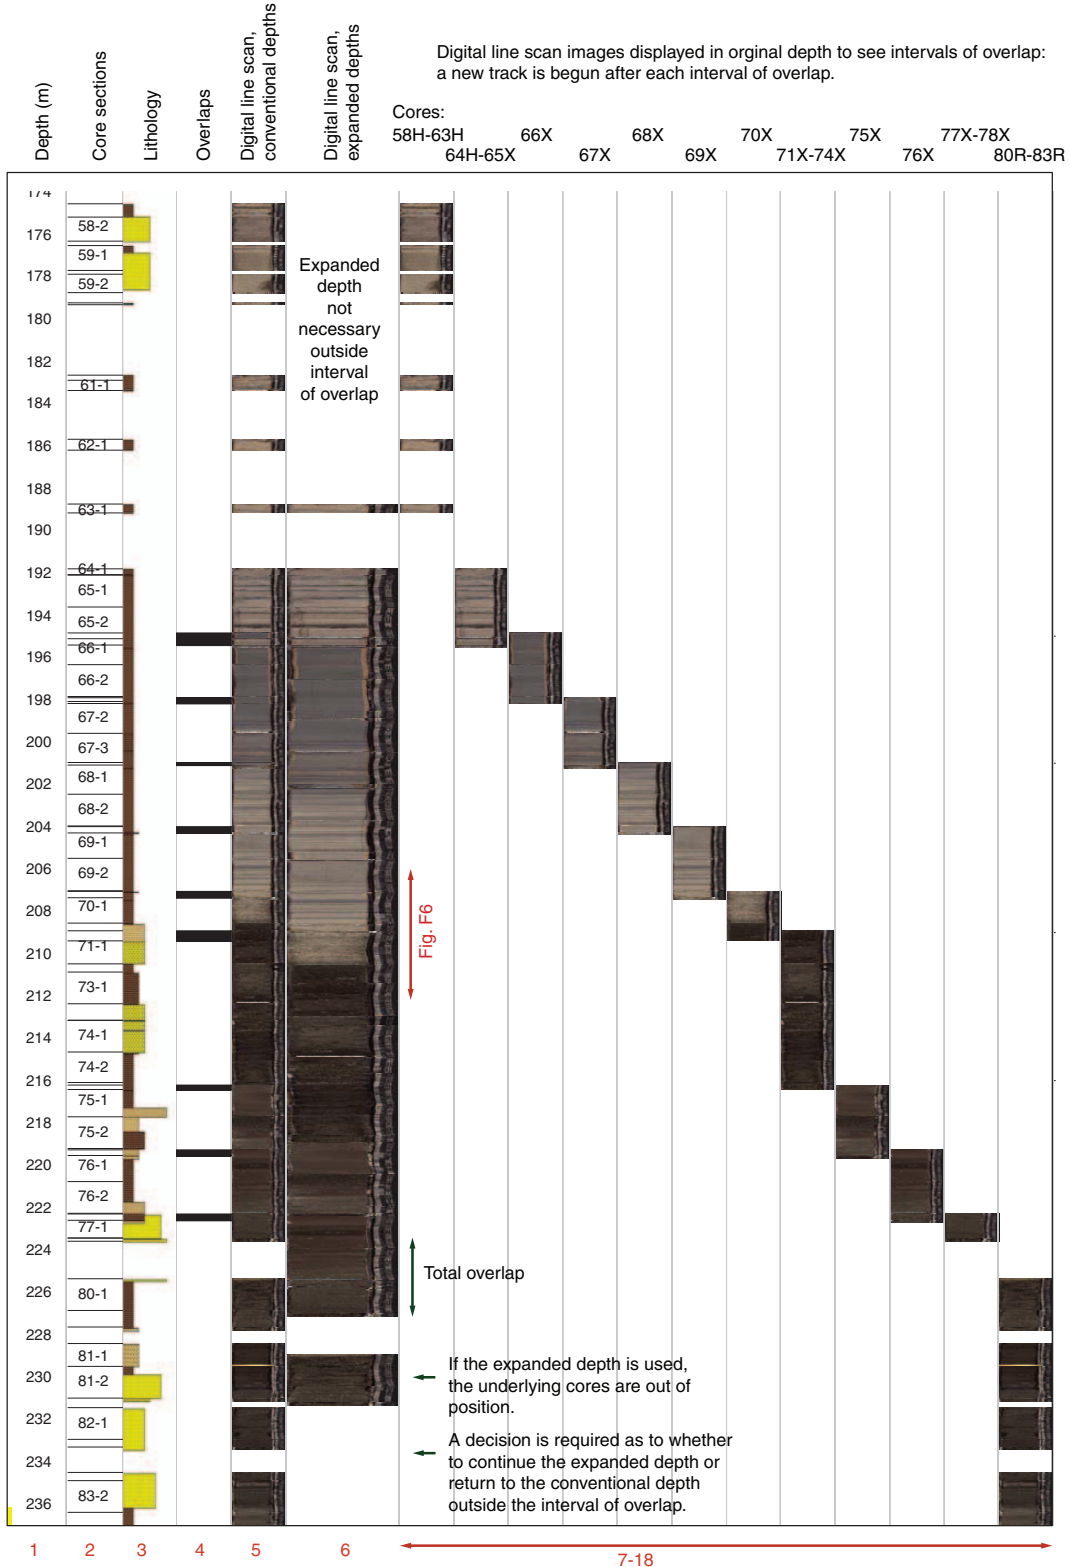 Depth (m)
Core sections
Lithology
Overlaps
Digital line scan,
conventional depths
Digital line scan,
expanded depths
Digital line scan images displayed in orginal depth to see intervals of overlap:
a new track is begun after each interval of overlap.
Cores:
58H-63H
64H-65X
66X
67X
68X
69X
70X
71X-74X
75X
76X
77X-78X
80R-83R
174
176
178
180
182
184
186
188
190
192
194
196
198
200
202
204
206
208
210
212
214
216
218
220
222
224
226
228
230
232
234
236
58-2
59-1
59-2
61-1
62-1
63-1
64-1
65-1
65-2
66-1
66-2
67-2
67-3
68-1
68-2
69-1
69-2
70-1
71-1
73-1
74-1
74-2
75-1
75-2
76-1
76-2
77-1
80-1
81-1
81-2
82-1
83-2
Expanded
depth
not
necessary
outside
interval
of overlap
Fig. F6
Total overlap
If the expanded depth is used,
the underlying cores are out of
position.
A decision is required as to whether
to continue the expanded depth or
return to the conventional depth
outside the interval of overlap.
1
2
3
4
5
6
7-18